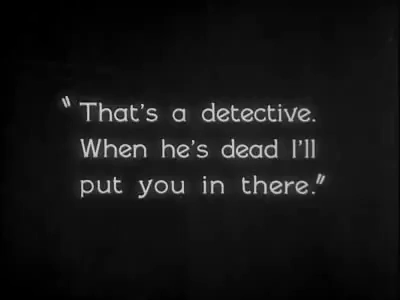 "That's a detective.
When he's dead I'll
put you in there."